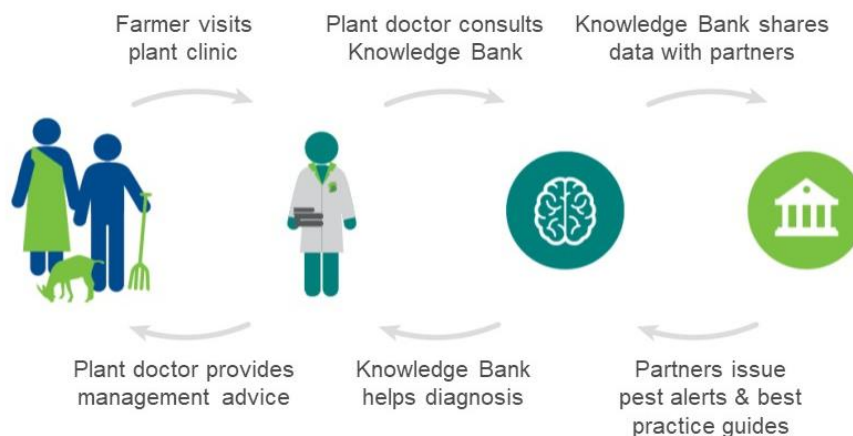 Farmer visits
plant clinic
Plant doctor consults
Knowledge Bank
Knowledge Bank shares
data with partners
Plant doctor provides
management advice
Knowledge Bank
helps diagnosis
Partners issue
pest alerts & best
practice guides